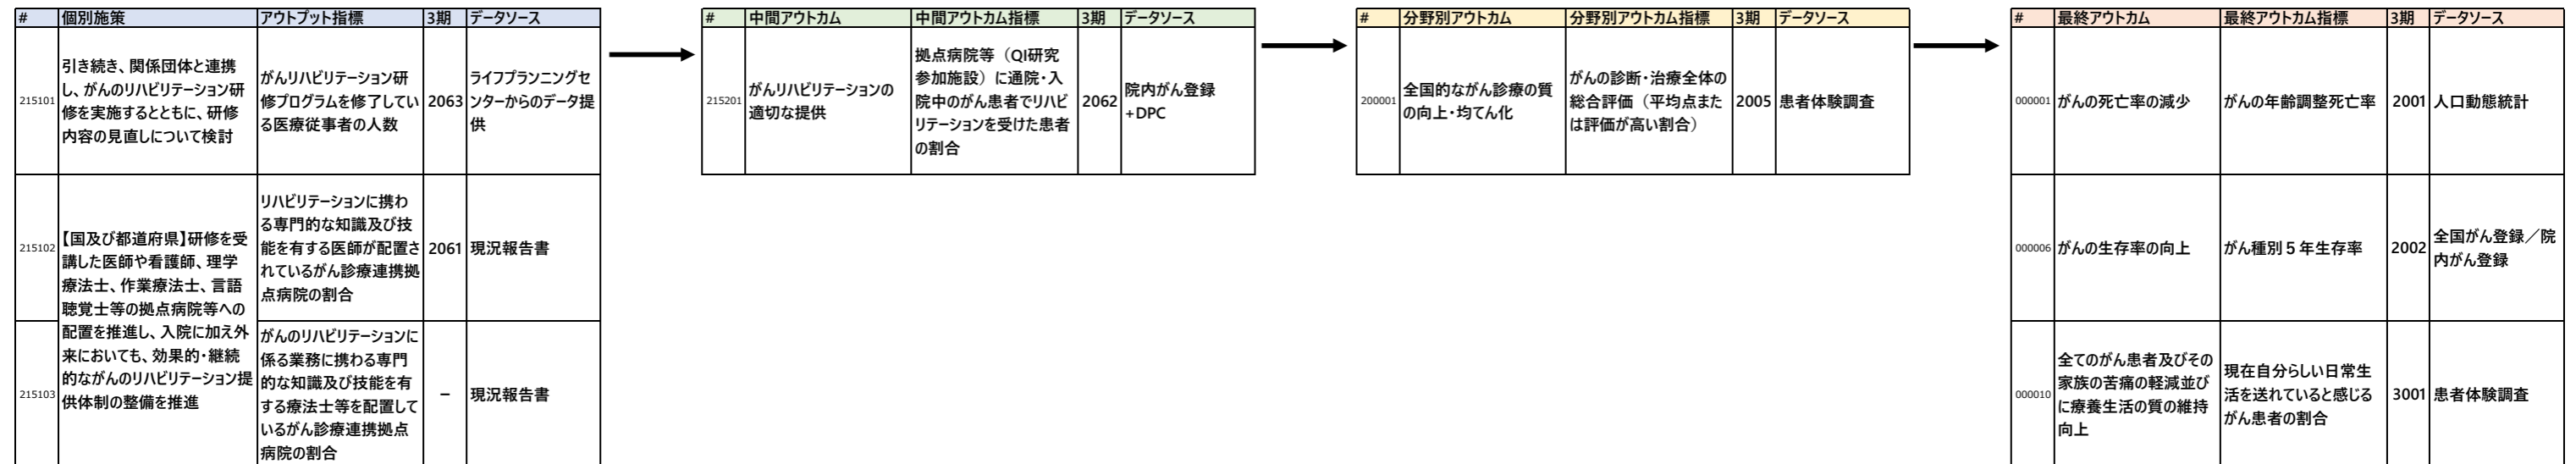 # 個別施策 アウトプット指標 3期 データソース
215101
引き続き、関係団体と連携
し、がんのリハビリテーション研
修を実施するとともに、研修
内容の見直しについて検討
がんリハビリテーション研
修プログラムを修了してい
る医療従事者の人数
2063
ライフプランニングセ
ンターからのデータ提
供
215102
【国及び都道府県】研修を受
講した医師や看護師、理学
療法士、作業療法士、言語
聴覚士等の拠点病院等への
配置を推進し、入院に加え外
来においても、効果的・継続
的ながんのリハビリテーション提
供体制の整備を推進
リハビリテーションに携わ
る専門的な知識及び技
能を有する医師が配置さ
れているがん診療連携拠
点病院の割合
2061
現況報告書
215103
がんのリハビリテーションに
係る業務に携わる専門
的な知識及び技能を有
する療法士等を配置して
いるがん診療連携拠点
病院の割合
－
現況報告書
# 中間アウトカム 中間アウトカム指標 3期 データソース
215201
がんリハビリテーションの
適切な提供
拠点病院等（QI研究
参加施設）に通院・入
院中のがん患者でリハビ
リテーションを受けた患者
の割合
2062
院内がん登録
+DPC
# 分野別アウトカム 分野別アウトカム指標 3期 データソース
200001
全国的ながん診療の質
の向上・均てん化
がんの診断・治療全体の
総合評価（平均点また
は評価が高い割合）
2005
患者体験調査
# 最終アウトカム 最終アウトカム指標 3期 データソース
000001
がんの死亡率の減少
がんの年齢調整死亡率
2001
人口動態統計
000006
がんの生存率の向上
がん種別５年生存率
2002
全国がん登録／院
内がん登録
000010
全てのがん患者及びその
家族の苦痛の軽減並び
に療養生活の質の維持
向上
現在自分らしい日常生
活を送れていると感じる
がん患者の割合
3001
患者体験調査